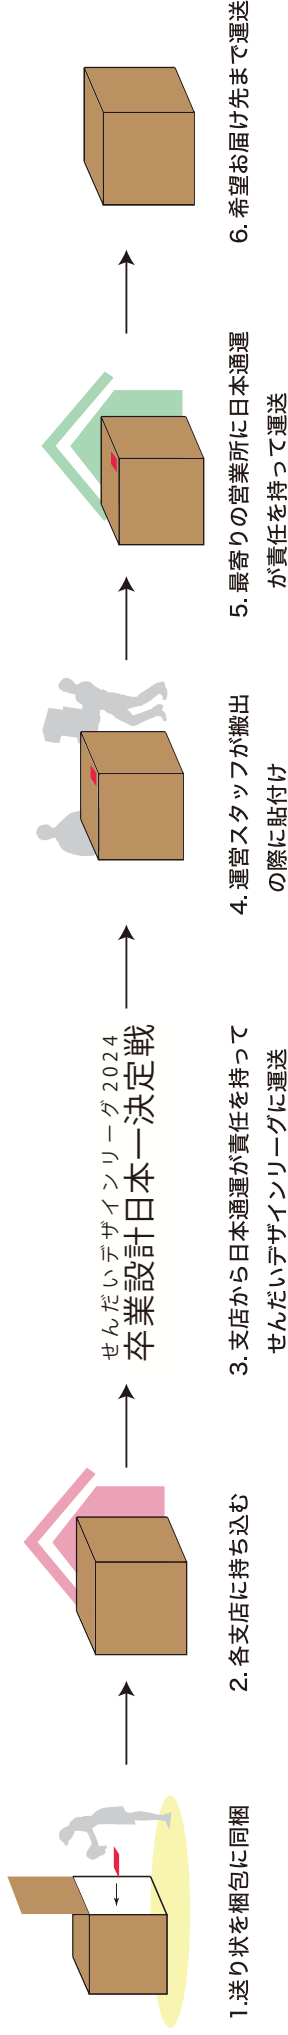 1.送り状を梱包に同梱
2. 各支店に持ち込む
せんだいデザインリーグ 2024
卒業設計日本一決定戦
3. 支店から日本通運が責任を持って
せんだいデザインリーグに運送
4. 運営スタッフが搬出
の際に貼付け
5. 最寄りの営業所に日本通運
が責任を持って運送
6. 希望お届け先まで運送